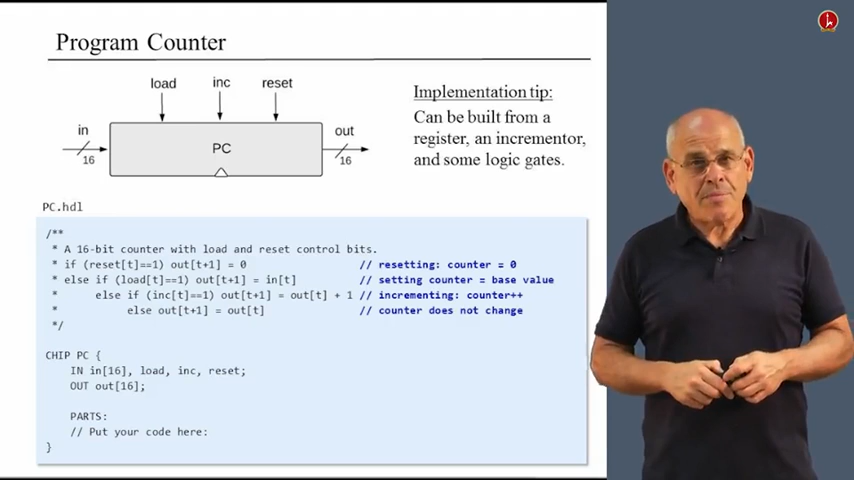 Program Counter
load inc reset
in
16
PC
out
16
Implementation tip:
Can be built from a
register, an incrementor,
and some logic gates.
PC.hdl
/**
* A 16-bit counter with load and reset control bits.
* if (reset[t]==1) out[t+1] = 0 // resetting: counter = 0
* else if (load[t]==1) out[t+1] = in[t] // setting counter = base value
* else if (inc[t]==1) out[t+1] = out[t] + 1 // incrementing: counter++
* else out[t+1] = out[t] // counter does not change
*/
CHIP PC {
IN in[16], load, inc, reset;
OUT out[16];
PARTS:
// Put your code here:
}